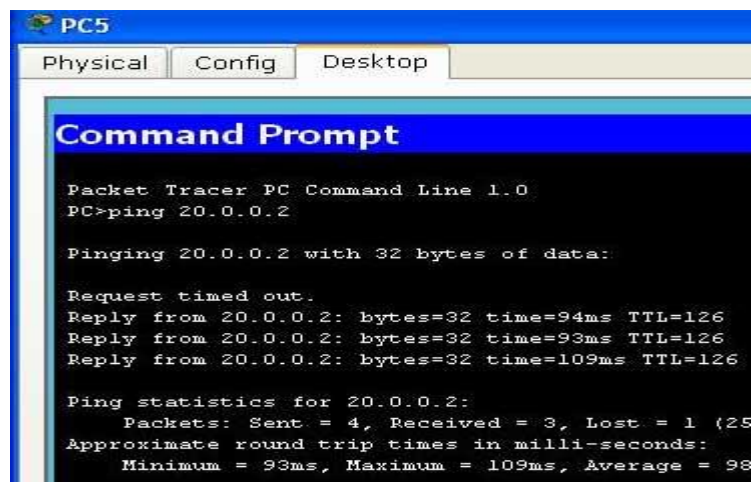 PC5
Physical Config Desktop
Command Prompt
Packet Tracer PC Command Line 1.0
PC>ping 20.0.0.2
Pinging 20.0.0.2 with 32 bytes of data:
Request timed out.
Reply from 20.0.0.2: bytes=32 time=94ms TTL=126
Reply from 20.0.0.2: bytes=32 time=93ms TTL=126
Reply from 20.0.0.2: bytes=32 time=109ms TTL=126
Ping statistics for 20.0.0.2:
Packets: Sent = 4, Received = 3, Lost = 1 (25
Approximate round trip times in milli-seconds:
Minimum = 93ms, Maximum = 109ms, Average = 98